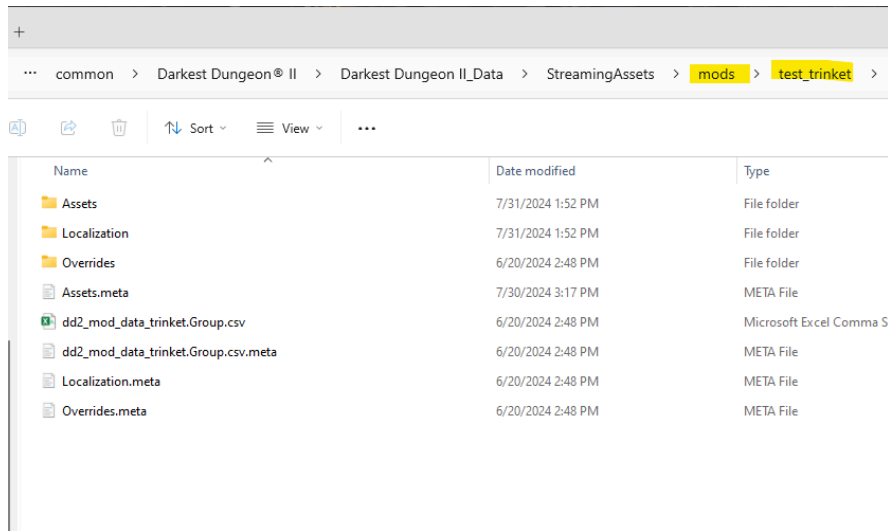 +
... common > Darkest Dungeon® II > Darkest Dungeon II_Data > StreamingAssets > mods > test_trinket >
A Sort View ...
Name Date modified Type
Assets 7/31/2024 1:52 PM File folder
Localization 7/31/2024 1:52 PM File folder
Overrides 6/20/2024 2:48 PM File folder
Assets.meta 7/30/2024 3:17 PM META File
dd2_mod_data_trinket.Group.csv 6/20/2024 2:48 PM Microsoft Excel Comma S
dd2_mod_data_trinket.Group.csv.meta 6/20/2024 2:48 PM META File
Localization.meta 6/20/2024 2:48 PM META File
Overrides.meta 6/20/2024 2:48 PM META File